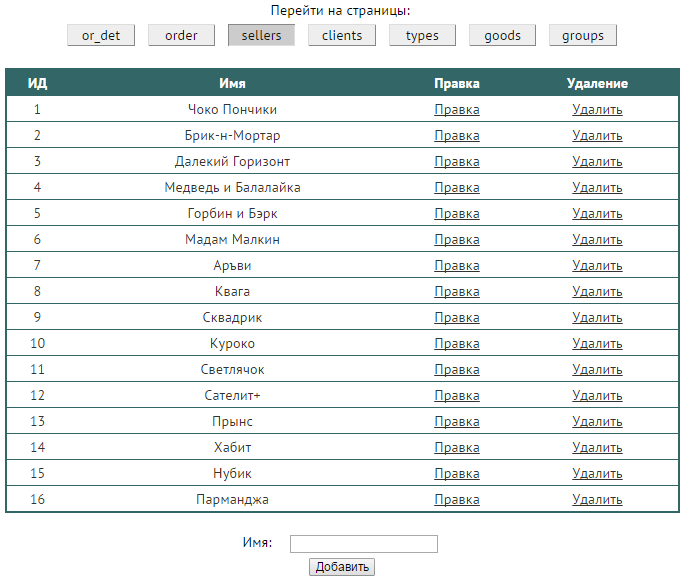 Перейти на страницы:
or_det order sellers clients types goods groups
ИД Имя Правка Удаление
1 Чоко Пончики Правка Удалить
2 Брик-н-Мортар Правка Удалить
3 Далекий Горизонт Правка Удалить
4 Медведь и Балалайка Правка Удалить
5 Горбин и Бэрк Правка Удалить
6 Мадам Малкин Правка Удалить
7 Аръви Правка Удалить
8 Квага Правка Удалить
9 Сквадрик Правка Удалить
10 Куроко Правка Удалить
11 Светлячок Правка Удалить
12 Сателит+ Правка Удалить
13 Прынс Правка Удалить
14 Хабит Правка Удалить
15 Нубик Правка Удалить
16 Парманджа Правка Удалить
Имя:
Добавить